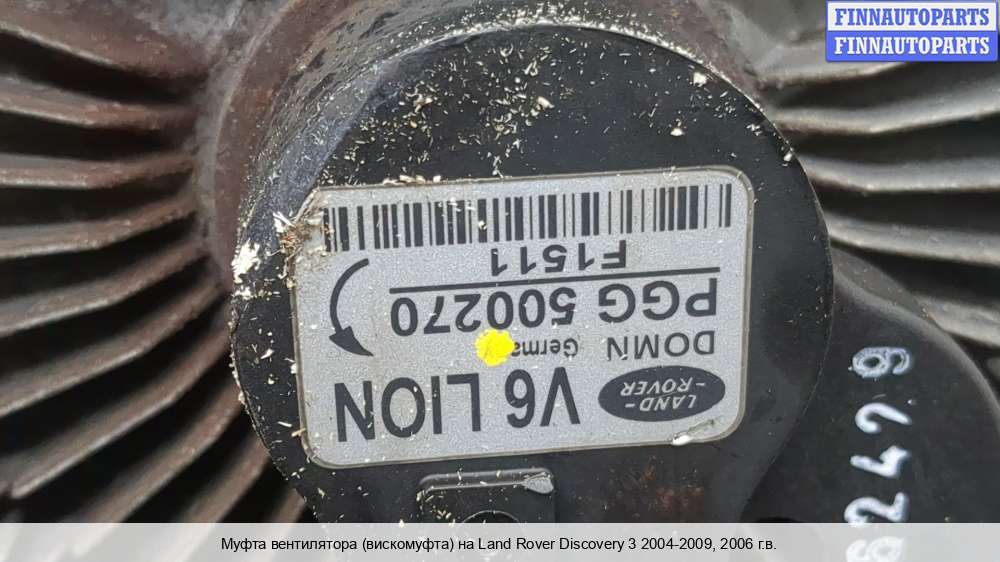 FINNAUTOPARTS
FINNAUTOPARTS
LAND-
-ROVER
V6 LION
DOMN
PGG 500270
F1511
Муфта вентилятора (вискомуфта) на Land Rover Discovery 3 2004-2009, 2006 г.в.